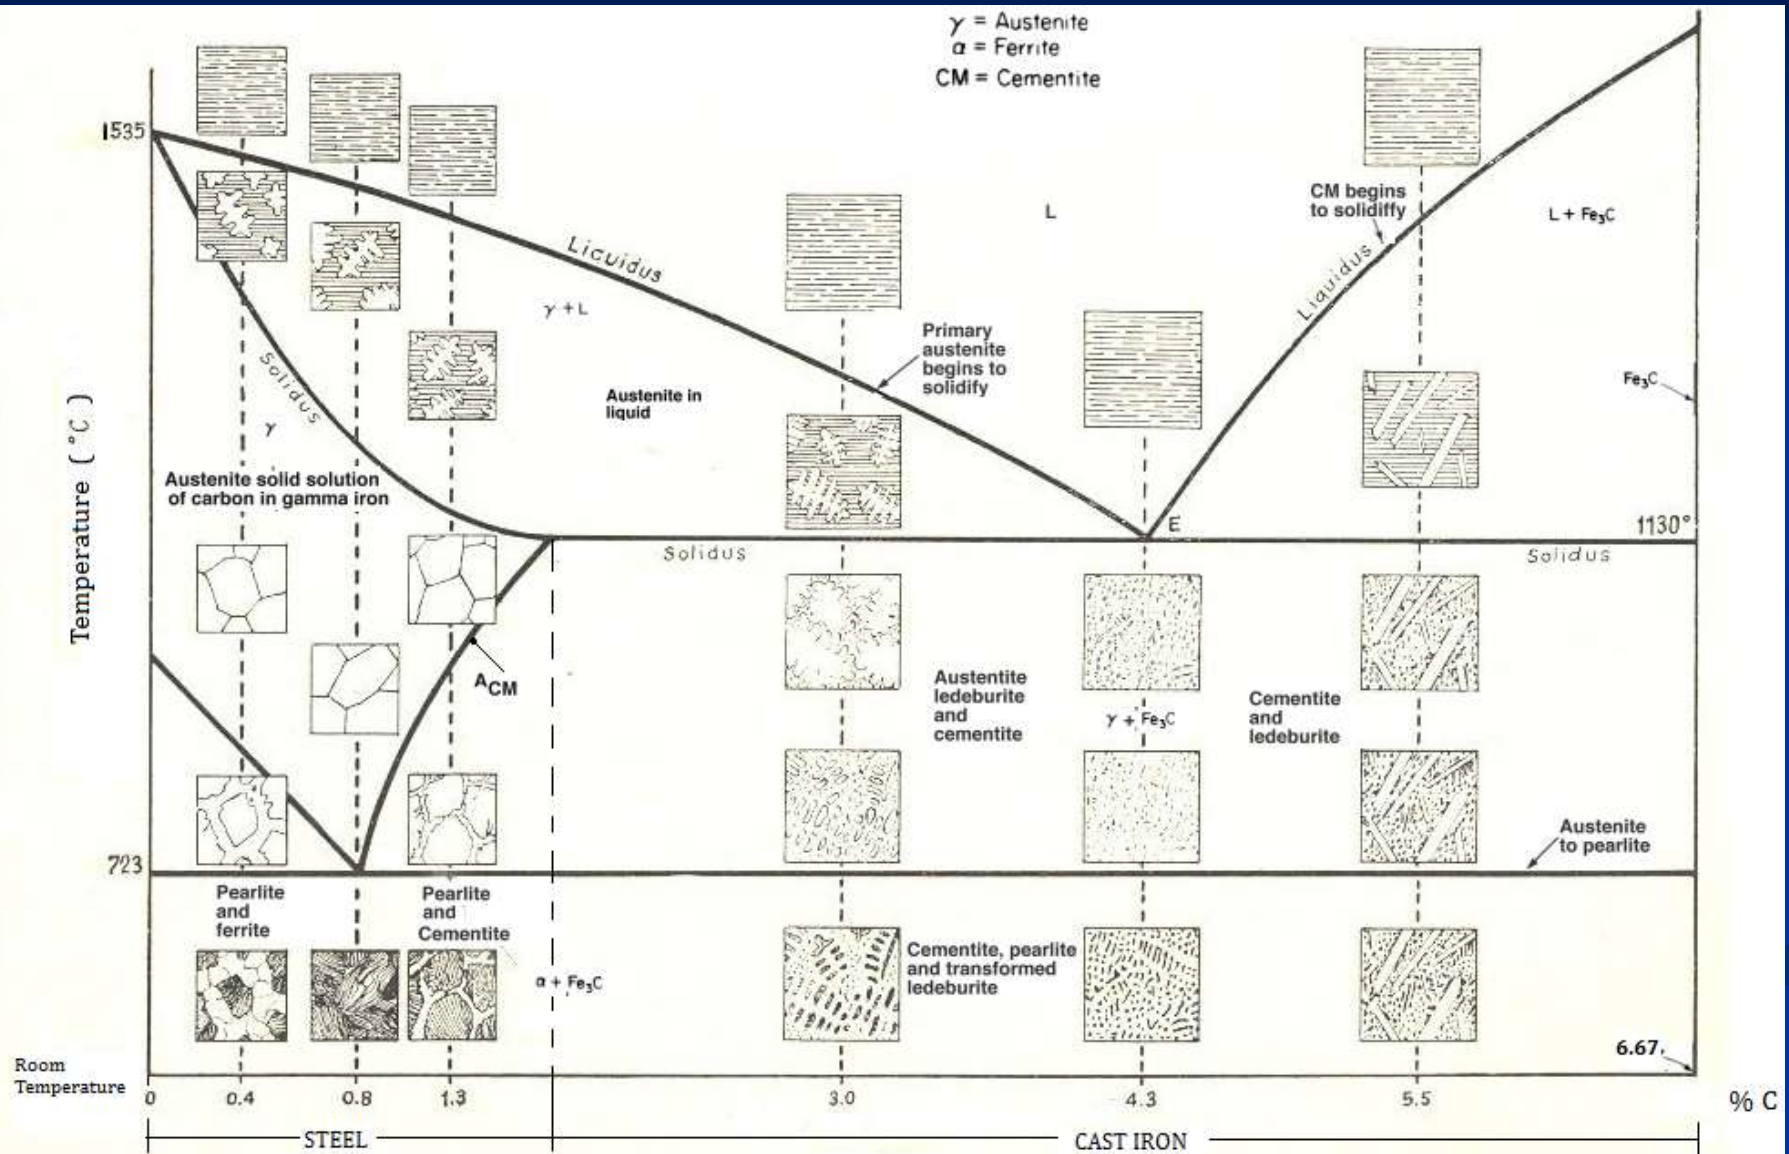 γ = Austenite
α = Ferrite
CM = Cementite
1535
CM begins
to solidiffy
L
L + Fe₃C
Liquidus
Liquidus
γ + L
Primary
austenite
begins to
solidify
Solidus
Fe₃C
Austenite in
liquid
γ
Temperature (°C)
Austenite solid solution
of carbon in gamma iron
E
1130°
Solidus
Solidus
A CM
Austentite
ledeburite
and
cementite
γ + Fe₃C
Cementite
and
ledeburite
Austenite
to pearlite
723
Pearlite
and
ferrite
Pearlite
and
Cementite
α + Fe₃C
Cementite, pearlite
and transformed
ledeburite
6.67
Room
Temperature
0 0.4 0.8 1.3 3.0 4.3 5.5 % C
STEEL CAST IRON